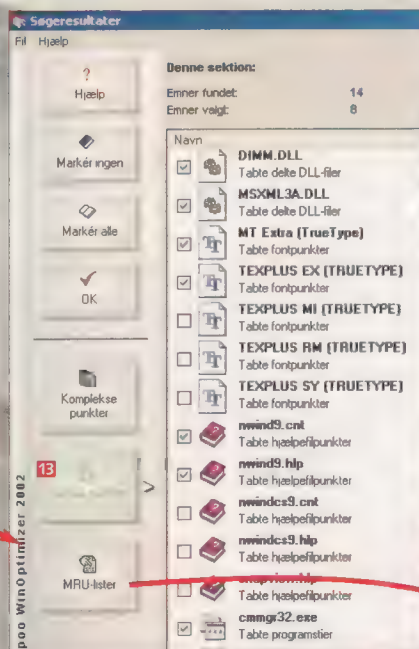 Søgeresultater
Fil Hjælp
? Hjælp
Markér ingen
Markér alle
OK
Komplekse
punkter
13
>
MRU-lister
poo WinOptimizer 2002
Denne sektion:
Emner fundet: 14
Emner valgt: 8
Navn
DIMM.DLL
Tabte delte DLL-filer
MSXML3A.DLL
Tabte delte DLL-filer
MT Extra (TrueType)
Tabte fontpunkter
TEXPLUS EX (TRUETYPE)
Tabte fontpunkter
TEXPLUS MI (TRUETYPE)
Tabte fontpunkter
TEXPLUS RM (TRUETYPE)
Tabte fontpunkter
TEXPLUS SY (TRUETYPE)
Tabte fontpunkter
nwind9.cnt
Tabte hjælpefilpunkter
nwind9.hlp
Tabte hjælpefilpunkter
nwindcs9.cnt
Tabte hjælpefilpunkter
nwindcs9.hlp
Tabte hjælpefilpunkter
Tabte hjælpefilpunkter
cmmgr32.exe
Tabte programstier